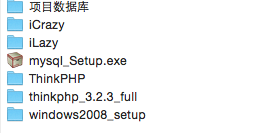 项目数据库
iCrazy
iLazy
mysql_Setup.exe
ThinkPHP
thinkphp_3.2.3_full
windows2008_setup